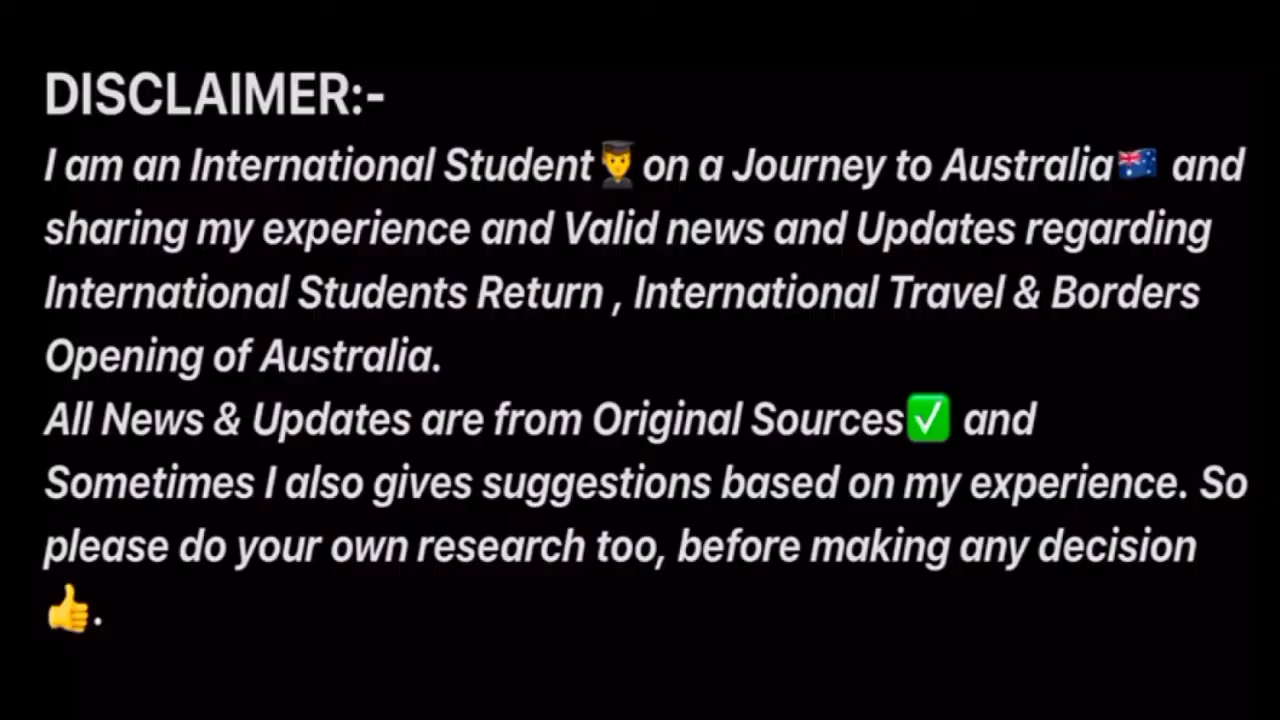 DISCLAIMER:-
I am an International Student👨‍🎓on a Journey to Australia🇦🇺 and
sharing my experience and Valid news and Updates regarding
International Students Return , International Travel & Borders
Opening of Australia.
All News & Updates are from Original Sources✅ and
Sometimes I also gives suggestions based on my experience. So
please do your own research too, before making any decision
👍.